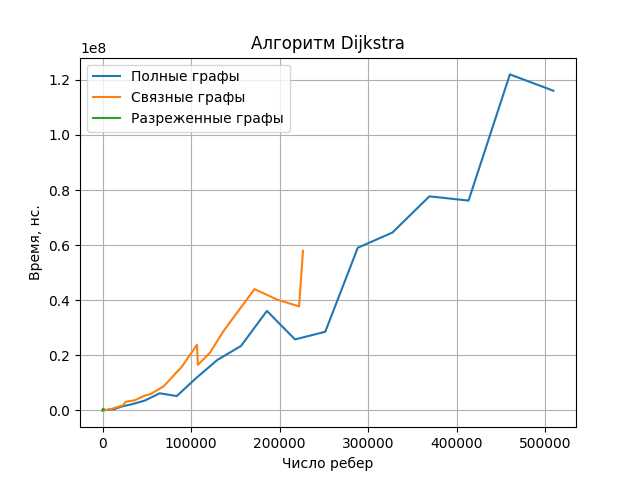 Алгоритм Dijkstra
1e8
Полные графы
Связные графы
Разреженные графы
1.2
1.0
0.8
0.6
0.4
0.2
0.0
Время, нс.
0 100000 200000 300000 400000 500000
Число ребер